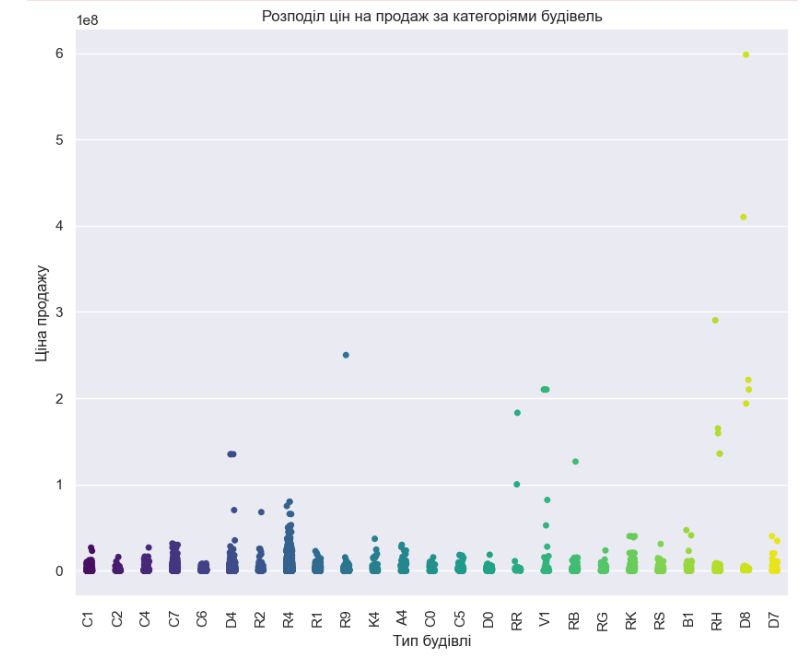 Розподіл цін на продаж за категоріями будівель
1e8
6
5
4
3
2
1
0
Ціна продажу
C1 C2 C4 C7 C6 D4 R2 R4 R1 R9 K4 A4 C0 C5 D0 RR V1 RB RG RK RS B1 RH D8 D7
Тип будівлі